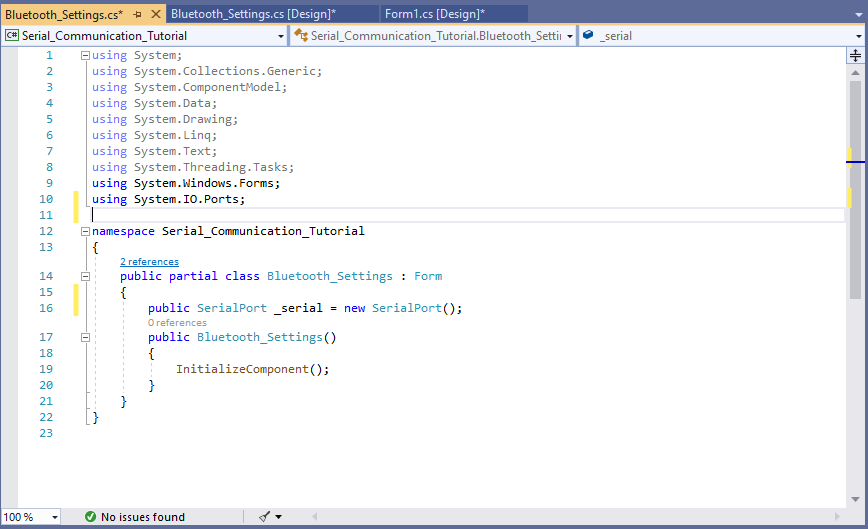 Bluetooth_Settings.cs*
Bluetooth_Settings.cs [Design]*
Form1.cs [Design]*
C# Serial_Communication_Tutorial
Serial_Communication_Tutorial.Bluetooth_Settin
_serial
1 using System;
2 using System.Collections.Generic;
3 using System.ComponentModel;
4 using System.Data;
5 using System.Drawing;
6 using System.Linq;
7 using System.Text;
8 using System.Threading.Tasks;
9 using System.Windows.Forms;
10 using System.IO.Ports;
11
12 namespace Serial_Communication_Tutorial
13 {
2 references
14 public partial class Bluetooth_Settings : Form
15 {
16 public SerialPort _serial = new SerialPort();
0 references
17 public Bluetooth_Settings()
18 {
19 InitializeComponent();
20 }
21 }
22 }
23
100 %
No issues found